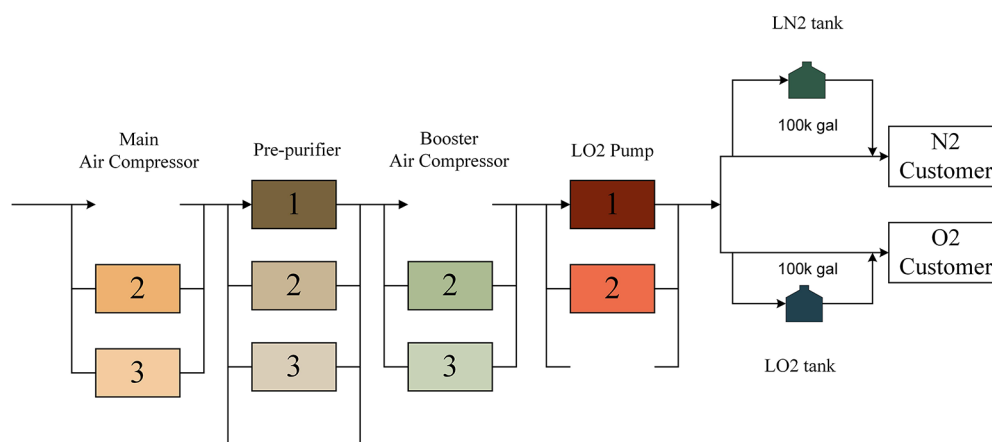 LN2 tank
100k gal
Main
Air Compressor
Pre-purifier
Booster
Air Compressor
LO2 Pump
N2
Customer
1
1
O2
Customer
2
2
2
2
100k gal
3
3
3
LO2 tank